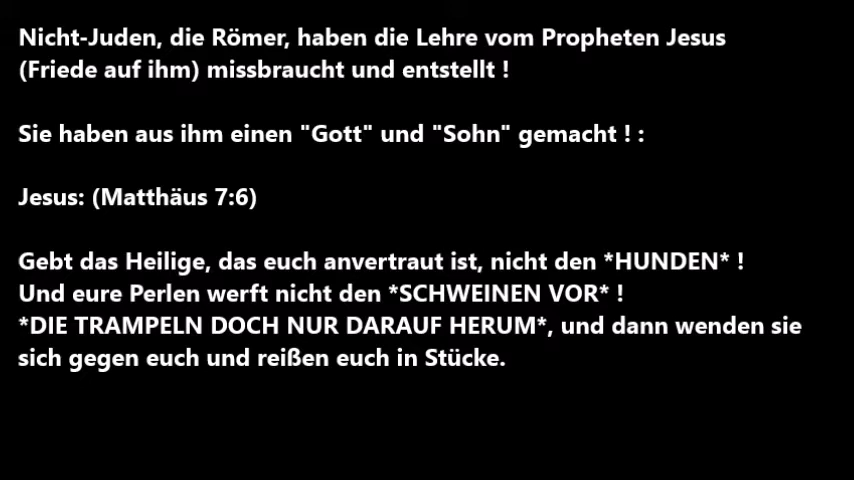 Nicht-Juden, die Römer, haben die Lehre vom Propheten Jesus
(Friede auf ihm) missbraucht und entstellt !
Sie haben aus ihm einen "Gott" und "Sohn" gemacht ! :
Jesus: (Matthäus 7:6)
Gebt das Heilige, das euch anvertraut ist, nicht den *HUNDEN* !
Und eure Perlen werft nicht den *SCHWEINEN VOR* !
*DIE TRAMPELN DOCH NUR DARAUF HERUM*, und dann wenden sie
sich gegen euch und reißen euch in Stücke.